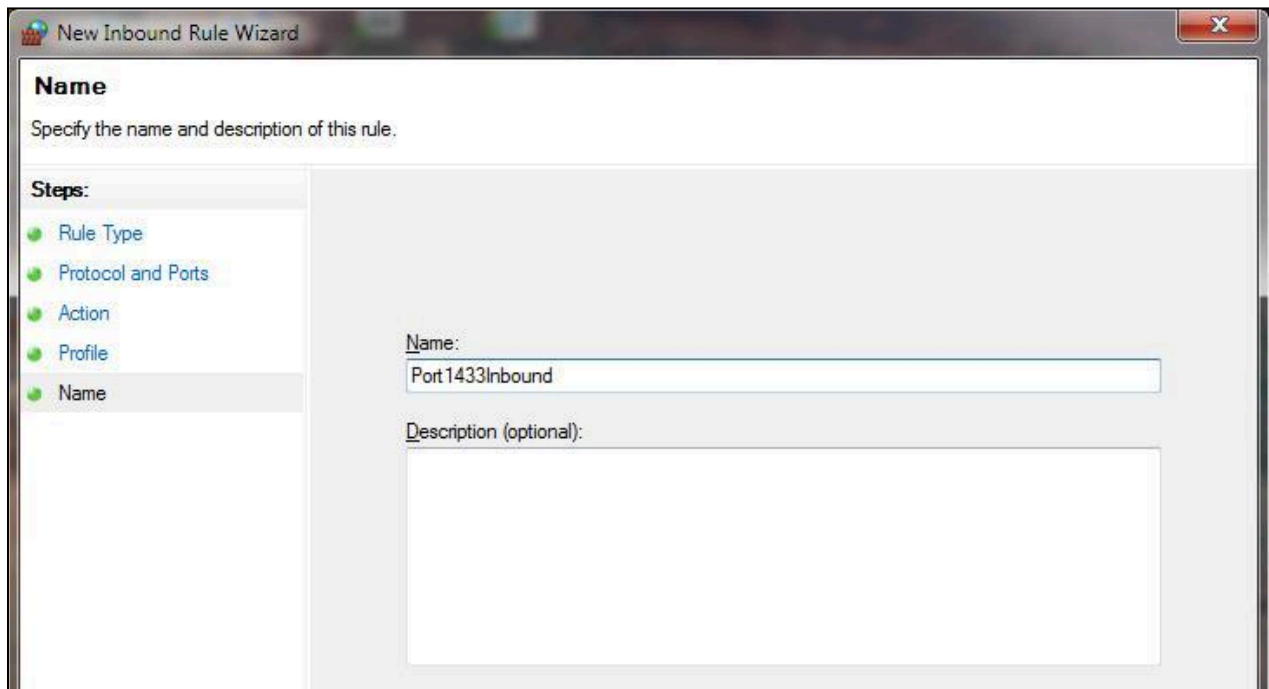 New Inbound Rule Wizard
X
Name
Specify the name and description of this rule.
Steps:
Rule Type
Protocol and Ports
Action
Profile
Name
Name:
Port1433Inbound
Description (optional):